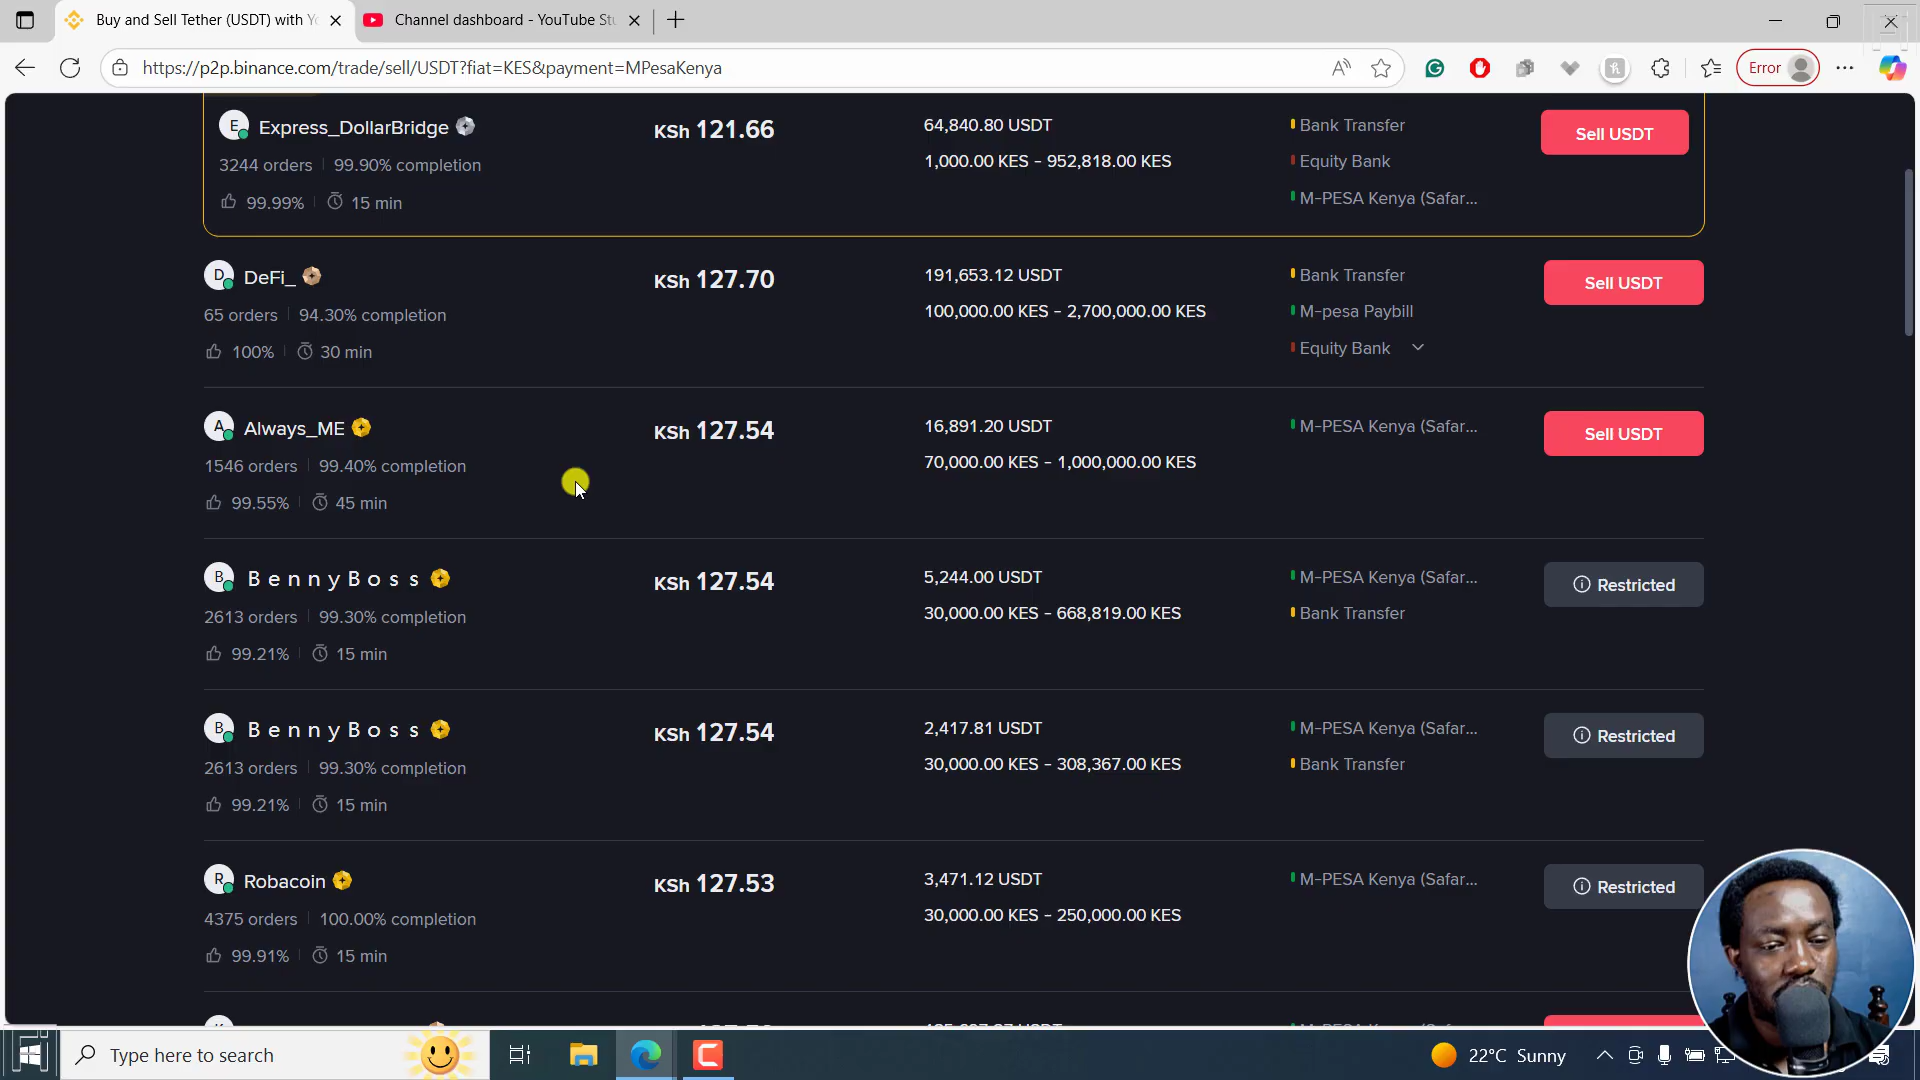 Buy and Sell Tether (USDT) with Yo
Channel dashboard - YouTube Stu
https://p2p.binance.com/trade/sell/USDT?fiat=KES&payment=MPesaKenya
Error
E Express_DollarBridge
KSh 121.66
64,840.80 USDT
Bank Transfer
Sell USDT
3244 orders 99.90% completion
1,000.00 KES - 952,818.00 KES
Equity Bank
99.99% 15 min
M-PESA Kenya (Safar...
D DeFi_
KSh 127.70
191,653.12 USDT
Bank Transfer
Sell USDT
65 orders 94.30% completion
100,000.00 KES - 2,700,000.00 KES
M-pesa Paybill
100% 30 min
Equity Bank
A Always_ME
KSh 127.54
16,891.20 USDT
M-PESA Kenya (Safar...
Sell USDT
1546 orders 99.40% completion
70,000.00 KES - 1,000,000.00 KES
99.55% 45 min
B B e n n y B o s s
KSh 127.54
5,244.00 USDT
M-PESA Kenya (Safar...
Restricted
2613 orders 99.30% completion
30,000.00 KES - 668,819.00 KES
Bank Transfer
99.21% 15 min
B B e n n y B o s s
KSh 127.54
2,417.81 USDT
M-PESA Kenya (Safar...
Restricted
2613 orders 99.30% completion
30,000.00 KES - 308,367.00 KES
Bank Transfer
99.21% 15 min
R Robacoin
KSh 127.53
3,471.12 USDT
M-PESA Kenya (Safar...
Restricted
4375 orders 100.00% completion
30,000.00 KES - 250,000.00 KES
99.91% 15 min
Type here to search
22°C Sunny